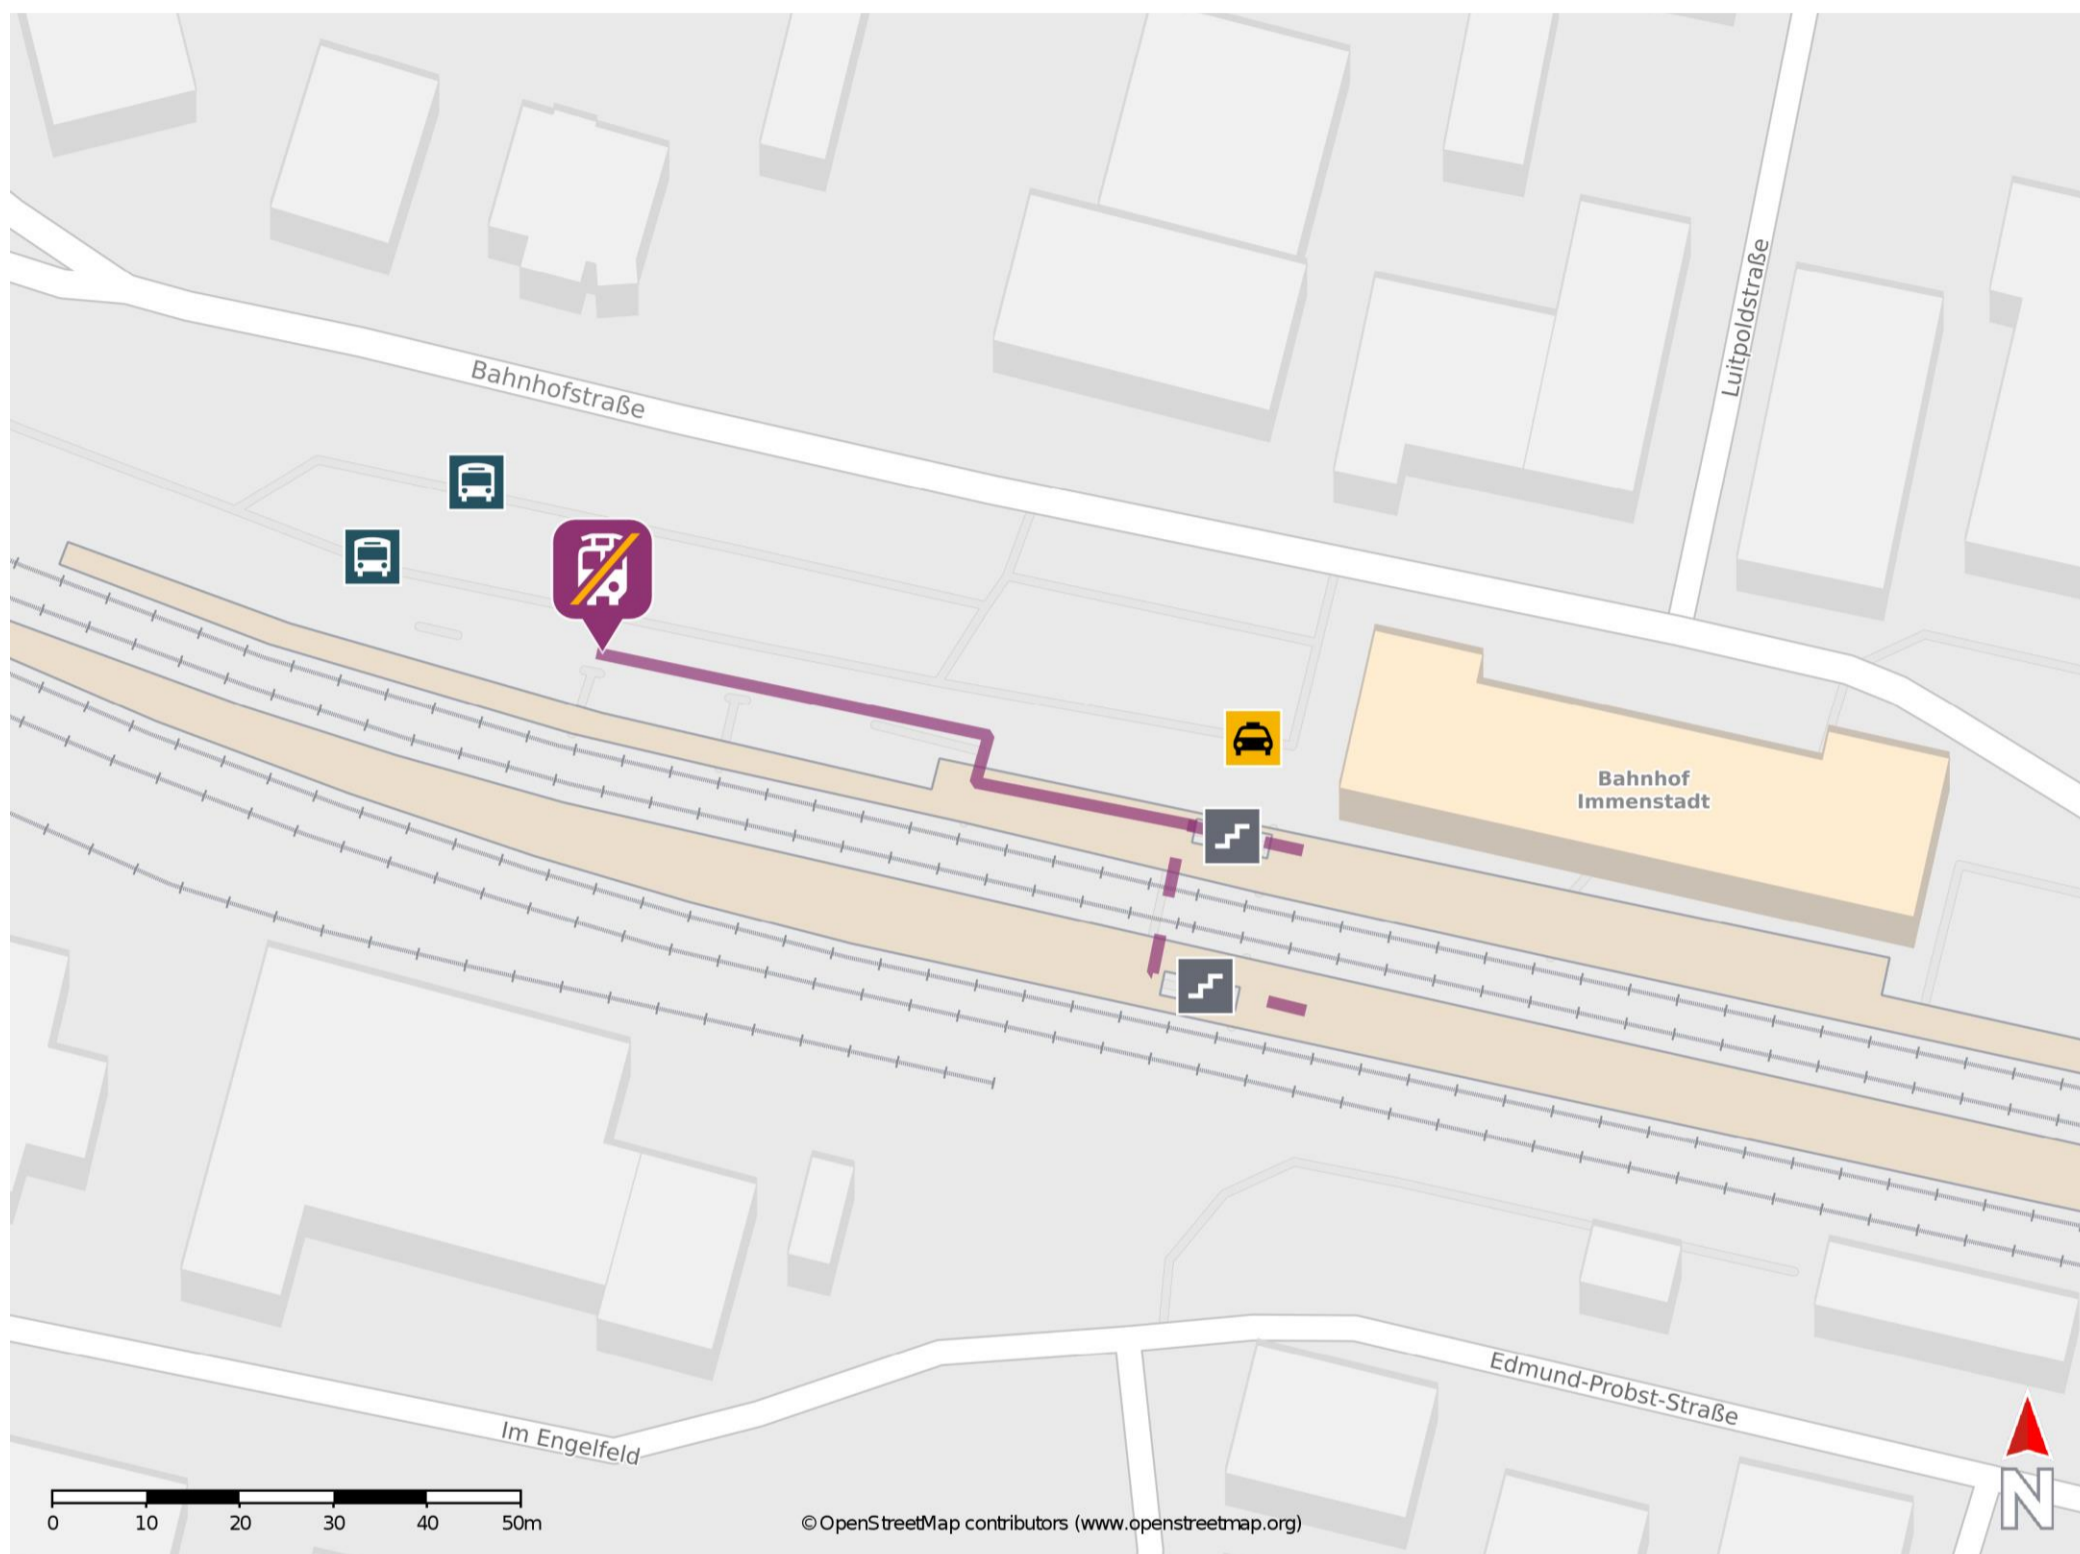 Luitpoldstraße
Bahnhofstraße
Bahnhof
Immenstadt
Edmund-Probst-Straße
Im Engelfeld
N
0 10 20 30 40 50m
© OpenStreetMap contributors (www.openstreetmap.org)